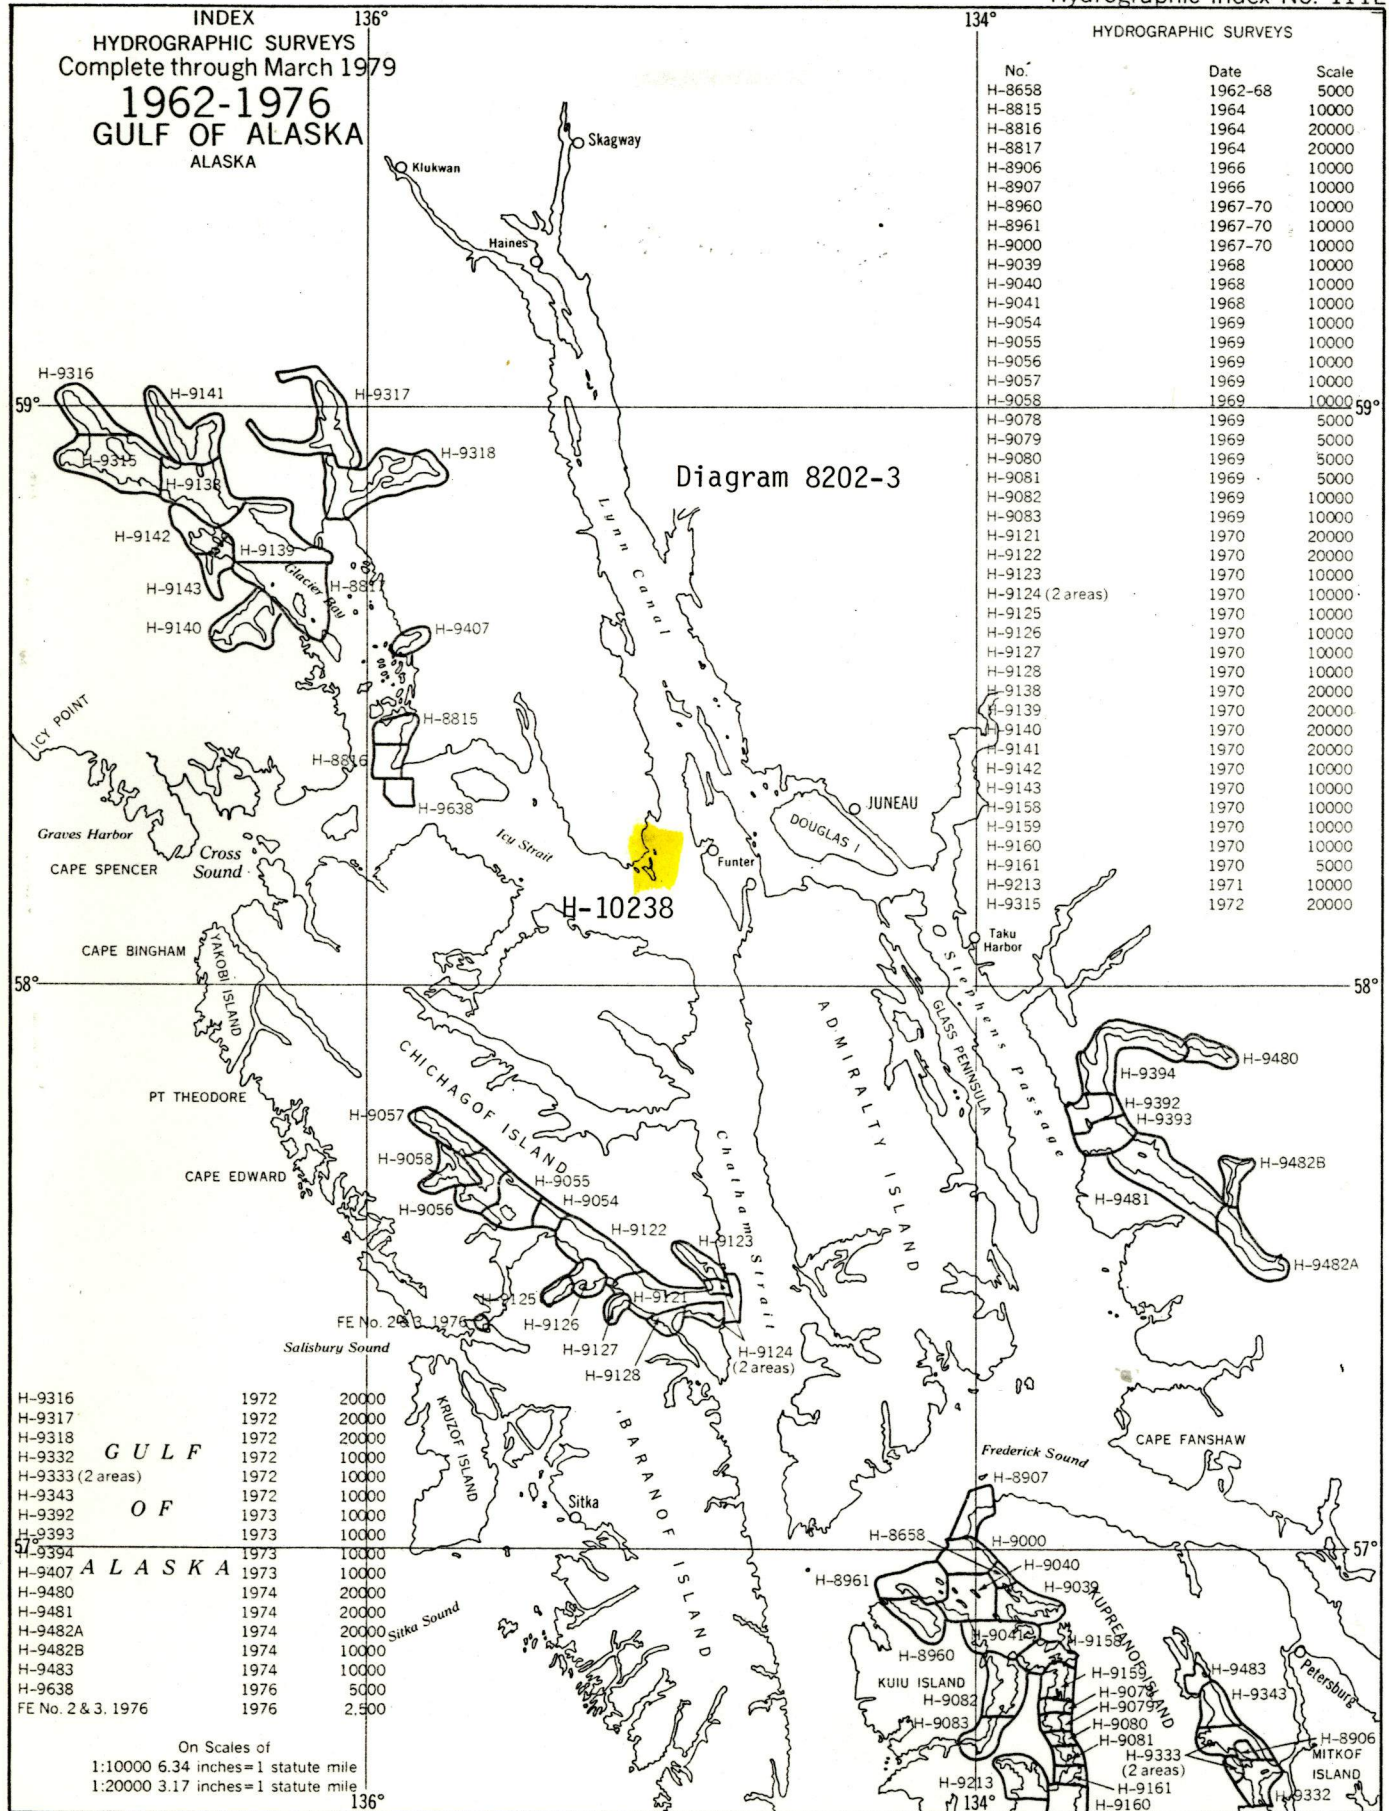 Hydrographic Index No. 111E
INDEX
HYDROGRAPHIC SURVEYS
Complete through March 1979
1962-1976
GULF OF ALASKA
ALASKA
136°
134°
HYDROGRAPHIC SURVEYS
No. Date Scale
H-8658 1962-68 5000
H-8815 1964 10000
H-8816 1964 20000
H-8817 1964 20000
H-8906 1966 10000
H-8907 1966 10000
H-8960 1967-70 10000
H-8961 1967-70 10000
H-9000 1967-70 10000
H-9039 1968 10000
H-9040 1968 10000
H-9041 1968 10000
H-9054 1969 10000
H-9055 1969 10000
H-9056 1969 10000
H-9057 1969 10000
H-9058 1969 10000
H-9078 1969 5000
H-9079 1969 5000
H-9080 1969 5000
H-9081 1969 5000
H-9082 1969 10000
H-9083 1969 10000
H-9121 1970 20000
H-9122 1970 20000
H-9123 1970 10000
H-9124 (2 areas) 1970 10000
H-9125 1970 10000
H-9126 1970 10000
H-9127 1970 10000
H-9128 1970 10000
H-9138 1970 20000
H-9139 1970 20000
H-9140 1970 20000
H-9141 1970 20000
H-9142 1970 10000
H-9143 1970 10000
H-9158 1970 10000
H-9159 1970 10000
H-9160 1970 10000
H-9161 1970 5000
H-9213 1971 10000
H-9315 1972 20000
Skagway
Klukwan
Haines
H-9316
H-9141
H-9317
59°
59°
H-9315
H-9318
H-9138
Diagram 8202-3
Lynn Canal
H-9142
H-9139
Glacier Bay
H-9143
H-8817
H-9140
H-9407
ICY POINT
H-8815
H-8816
H-9638
JUNEAU
DOUGLAS I
Graves Harbor
Cross
Sound
Icy Strait
Funter
CAPE SPENCER
H-10238
Taku
Harbor
CAPE BINGHAM
YAKOBI ISLAND
58°
58°
Stephens Passage
GLASS PENINSULA
ADMIRALTY ISLAND
CHICHAGOF ISLAND
H-9480
H-9394
PT THEODORE
H-9392
H-9393
H-9057
Chatham Strait
H-9058
CAPE EDWARD
H-9055
H-9482B
H-9056
H-9054
H-9481
H-9122
H-9123
H-9482A
H-9125
H-9121
FE No. 2 & 3. 1976
H-9126
Salisbury Sound
H-9127
H-9124
(2 areas)
H-9128
KRUZOF ISLAND
BARANOF ISLAND
Sitka
CAPE FANSHAW
Frederick Sound
H-8907
H-9316 1972 20000
H-9317 1972 20000
H-9318 1972 20000
H-9332 1972 10000
H-9333 (2 areas) 1972 10000
H-9343 1972 10000
H-9392 1973 10000
H-9393 1973 10000
H-9394 1973 10000
H-9407 1973 10000
H-9480 1974 20000
H-9481 1974 20000
H-9482A 1974 20000
H-9482B 1974 10000
H-9483 1974 10000
H-9638 1976 5000
FE No. 2 & 3. 1976 1976 2,500
GULF
OF
ALASKA
57°
57°
Sitka Sound
H-8658
H-9000
H-9040
H-8961
H-9039
KUPREANOF ISLAND
H-9041
H-9158
H-8960
KUIU ISLAND
H-9159
H-9483
Petersburg
H-9082
H-9078
H-9343
H-9079
H-9083
H-9080
H-9081
H-8906
H-9333
(2 areas)
MITKOF
ISLAND
H-9213
H-9161
H-9332
H-9160
On Scales of
1:10000 6.34 inches=1 statute mile
1:20000 3.17 inches=1 statute mile
136°
134°